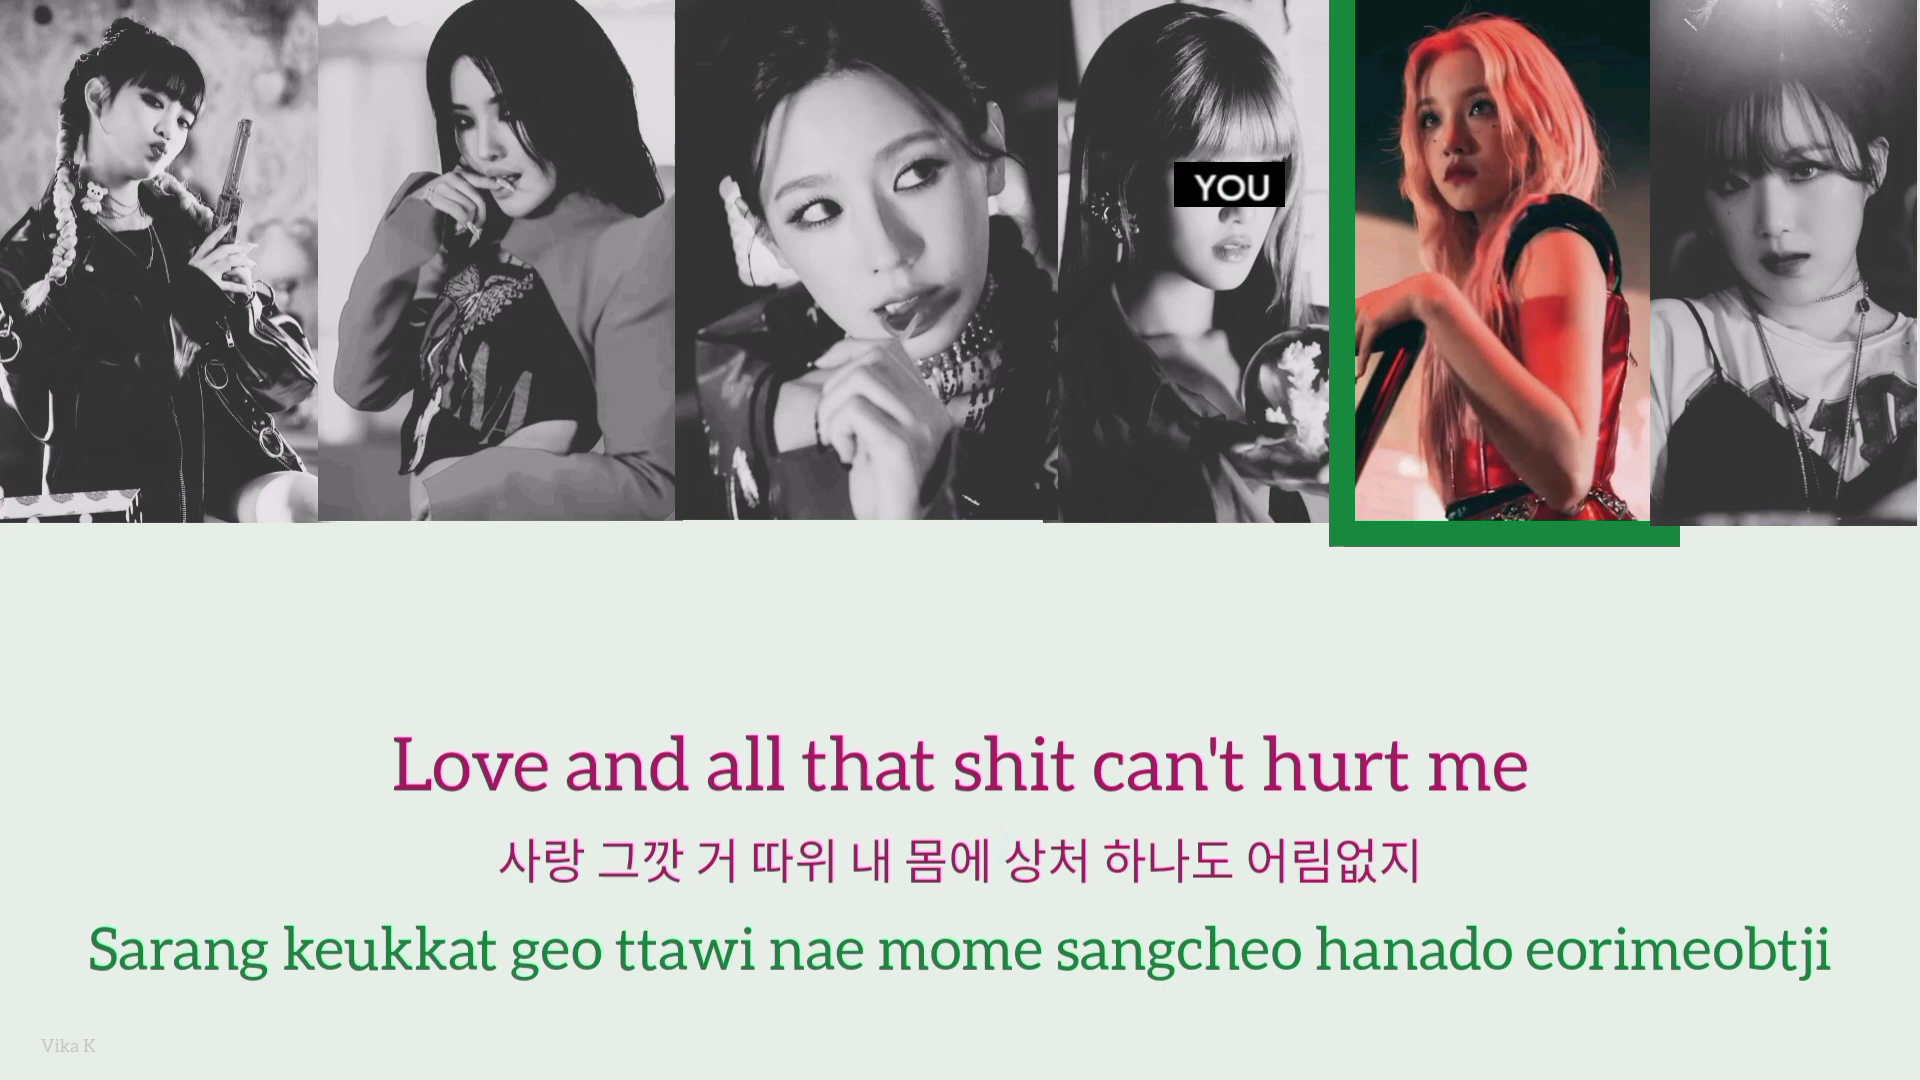 YOU
Love and all that shit can't hurt me
사랑 그깟 거 따위 내 몸에 상처 하나도 어림없지
Sarang keukkat geo ttawi nae mome sangcheo hanado eorimeobtji
Vika K